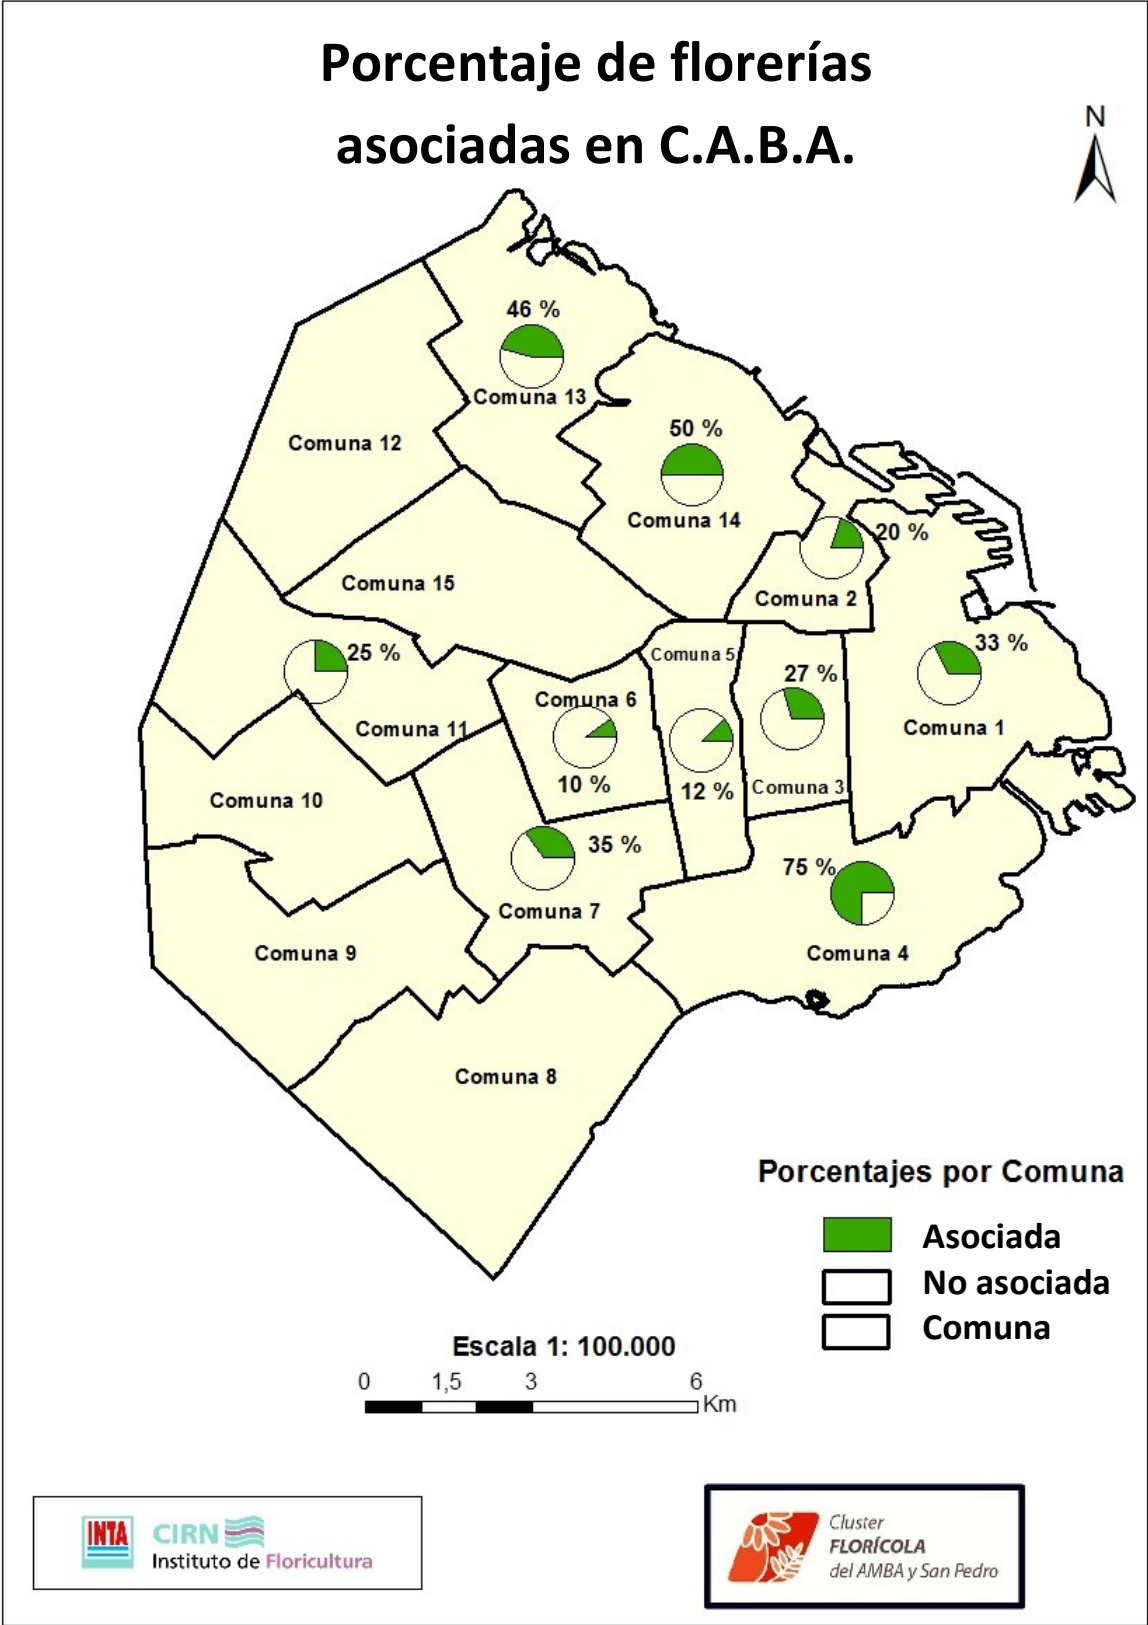 Porcentaje de florerías
asociadas en C.A.B.A.
N
46 %
Comuna 13
Comuna 12
50 %
Comuna 14
20 %
Comuna 2
Comuna 15
25 %
Comuna 11
Comuna 5
33 %
Comuna 1
27 %
Comuna 3
Comuna 6
10 %
12 %
Comuna 10
35 %
Comuna 7
75 %
Comuna 4
Comuna 9
Comuna 8
Porcentajes por Comuna
Asociada
No asociada
Comuna
Escala 1: 100.000
0 1,5 3 6
Km
INTA
CIRN
Instituto de Floricultura
Cluster
FLORÍCOLA
del AMBA y San Pedro